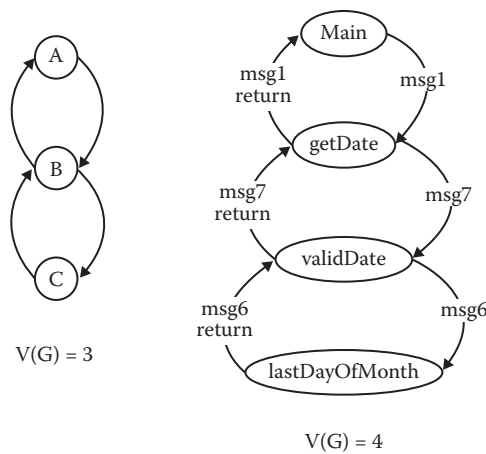 A
B
C
V(G) = 3
Main
msg1
return
msg1
getDate
msg7
return
msg7
validDate
msg6
return
msg6
lastDayOfMonth
V(G) = 4